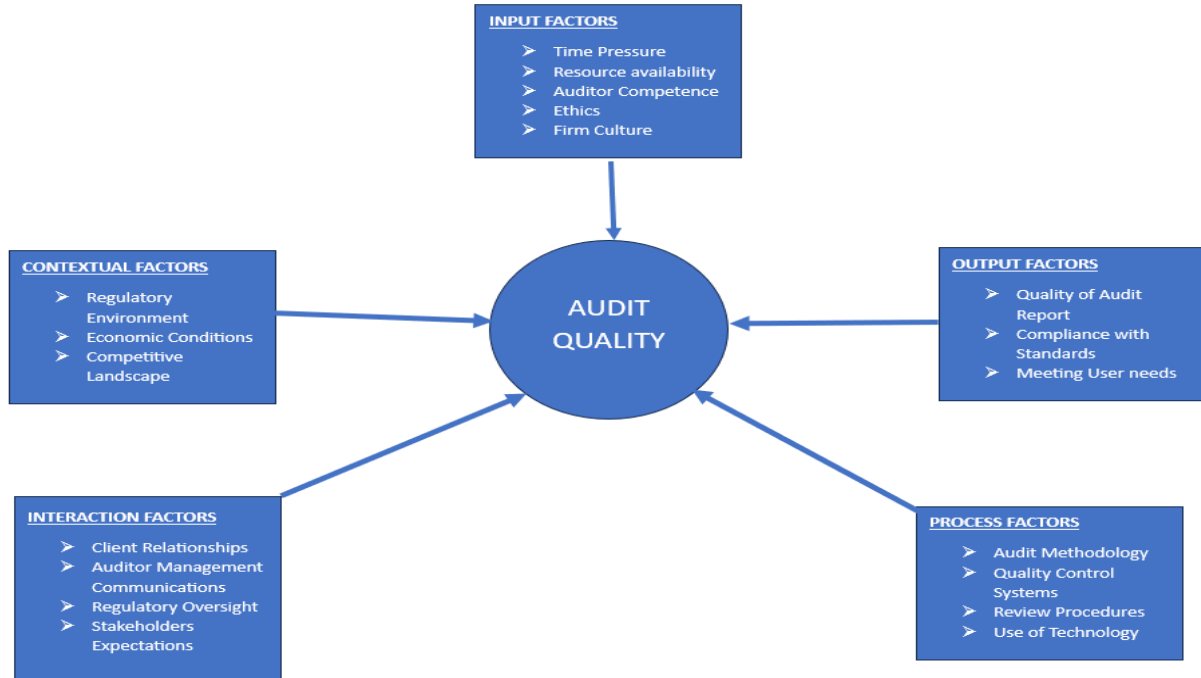 INPUT FACTORS
➢ Time Pressure
➢ Resource availability
➢ Auditor Competence
➢ Ethics
➢ Firm Culture
CONTEXTUAL FACTORS
➢ Regulatory
Environment
➢ Economic Conditions
➢ Competitive
Landscape
AUDIT
QUALITY
OUTPUT FACTORS
➢ Quality of Audit
Report
➢ Compliance with
Standards
➢ Meeting User needs
INTERACTION FACTORS
➢ Client Relationships
➢ Auditor Management
Communications
➢ Regulatory Oversight
➢ Stakeholders
Expectations
PROCESS FACTORS
➢ Audit Methodology
➢ Quality Control
Systems
➢ Review Procedures
➢ Use of Technology